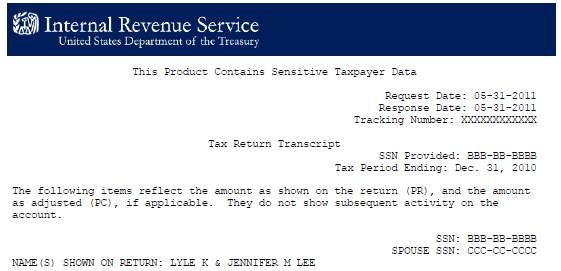 Internal Revenue Service
United States Department of the Treasury
This Product Contains Sensitive Taxpayer Data
Request Date: 05-31-2011
Response Date: 05-31-2011
Tracking Number: XXXXXXXXXXXX
Tax Return Transcript
SSN Provided: BBB-BB-BBBB
Tax Period Ending: Dec. 31, 2010
The following items reflect the amount as shown on the return (PR), and the amount
as adjusted (PC), if applicable. They do not show subsequent activity on the
account.
SSN: BBB-BB-BBBB
SPOUSE SSN: CCC-CC-CCCC
NAME(S) SHOWN ON RETURN: LYLE K & JENNIFER M LEE